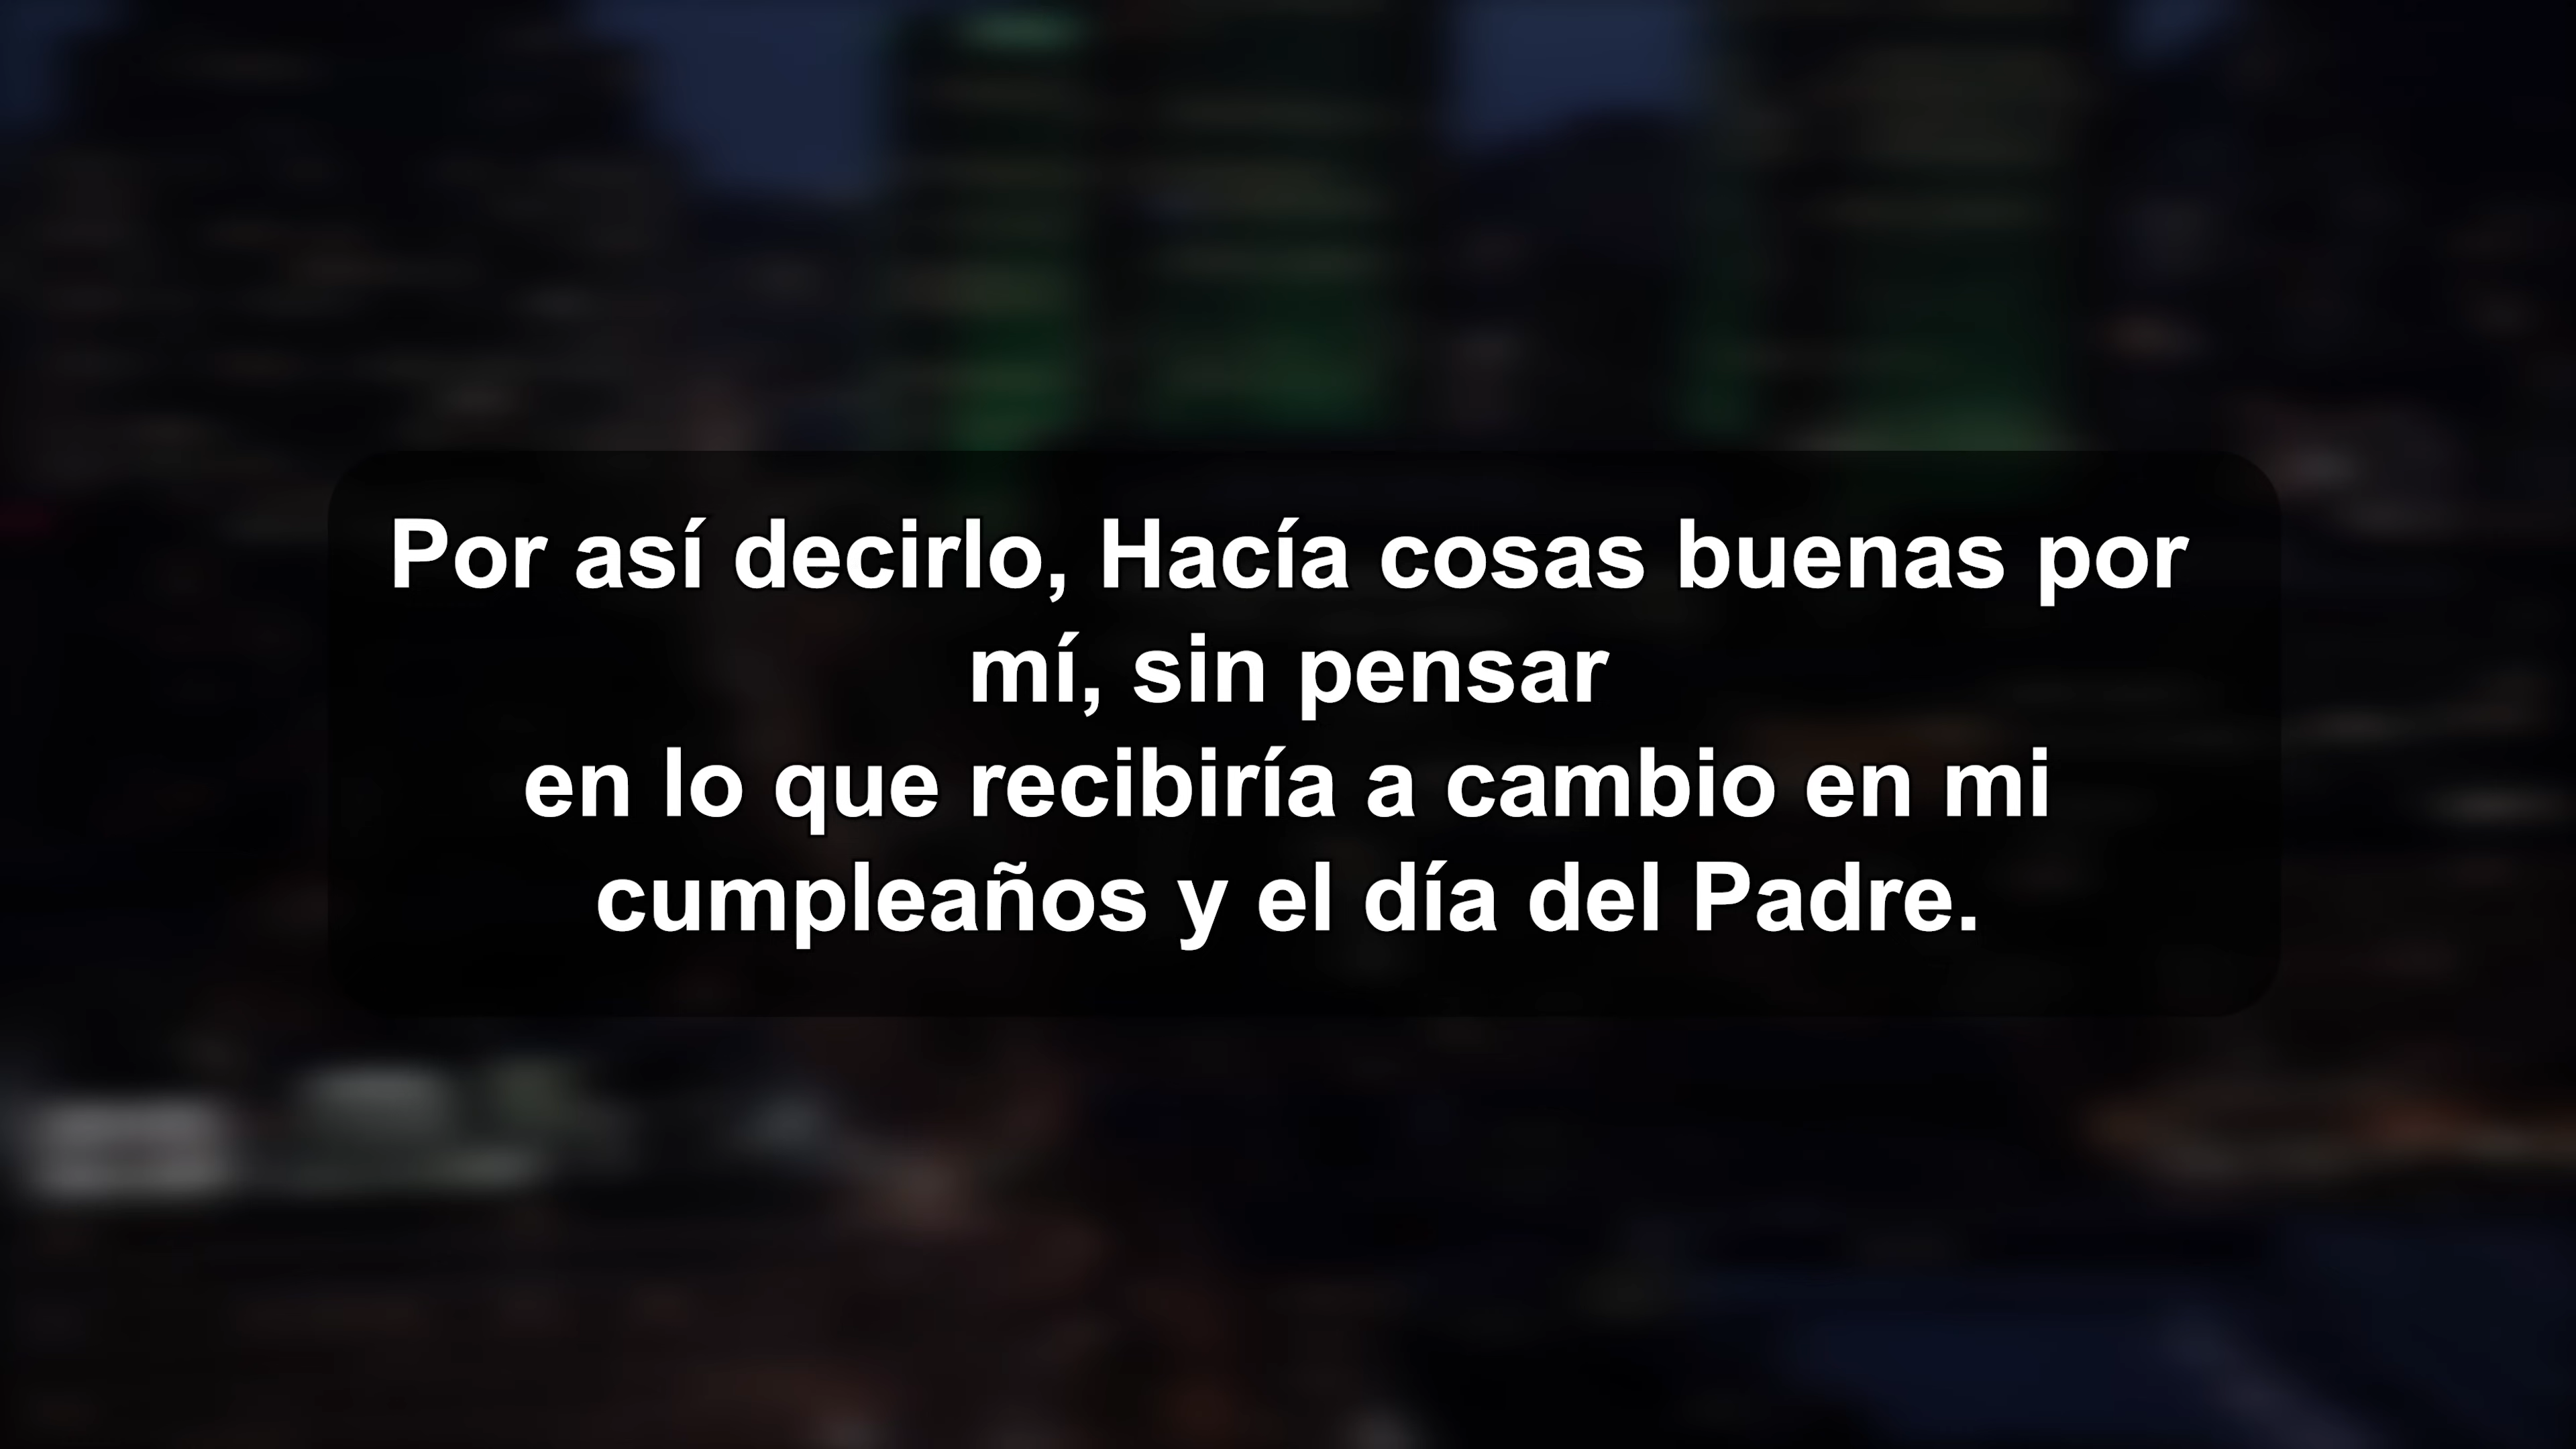 Por así decirlo, Hacía cosas buenas por
mí, sin pensar
en lo que recibiría a cambio en mi
cumpleaños y el día del Padre.